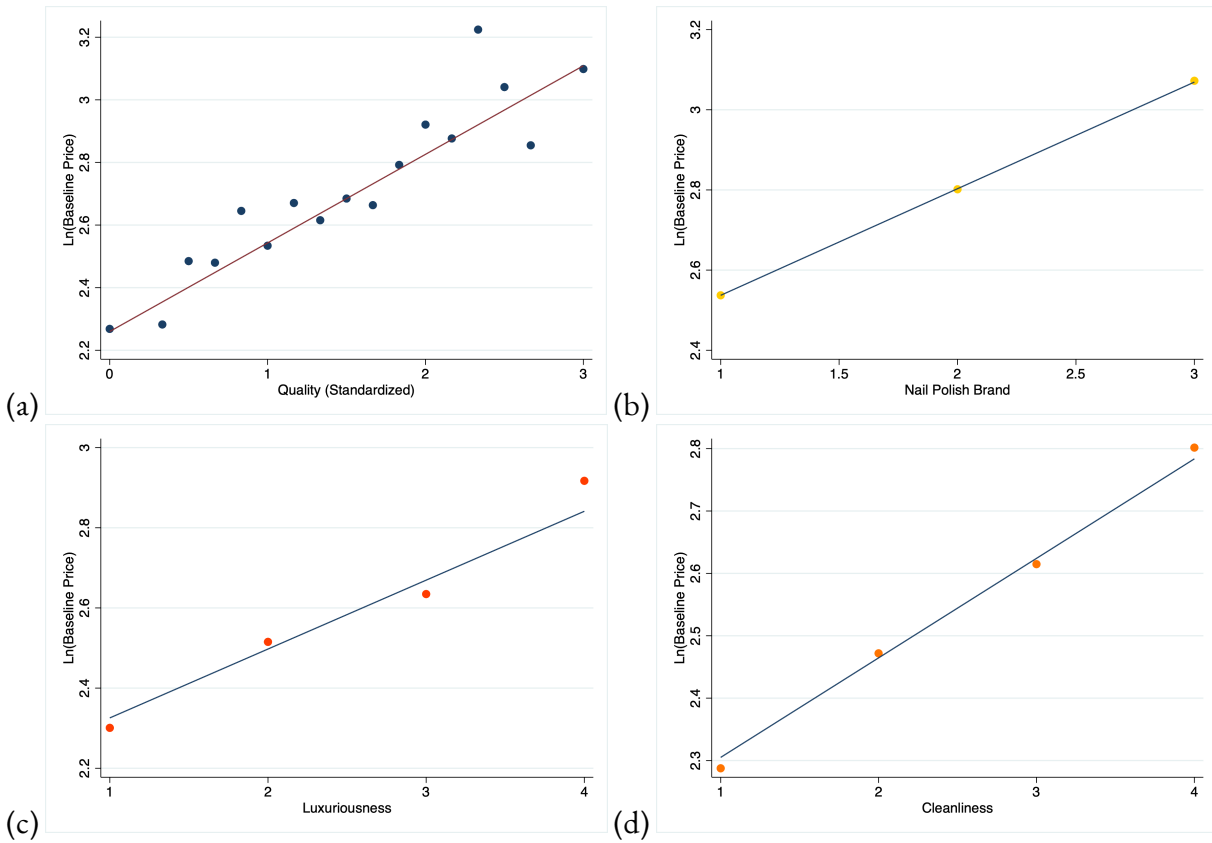 3.2
3
2.8
2.6
2.4
2.2
Ln(Baseline Price)
0 1 2 3
Quality (Standardized)
(a)
3.2
3
2.8
2.6
2.4
Ln(Baseline Price)
1 1.5 2 2.5 3
Nail Polish Brand
(b)
3
2.8
2.6
2.4
2.2
Ln(Baseline Price)
1 2 3 4
Luxuriousness
(c)
2.8
2.7
2.6
2.5
2.4
2.3
Ln(Baseline Price)
1 2 3 4
Cleanliness
(d)